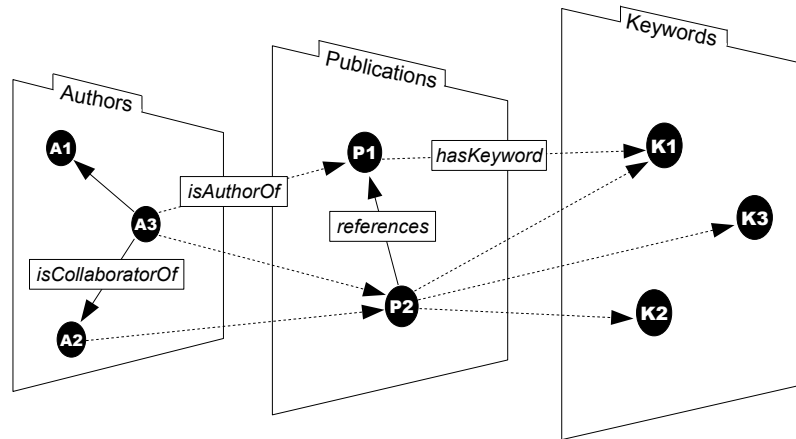 Authors
Publications
Keywords
A1
P1
hasKeyword
K1
isAuthorOf
A3
references
K3
isCollaboratorOf
P2
K2
A2